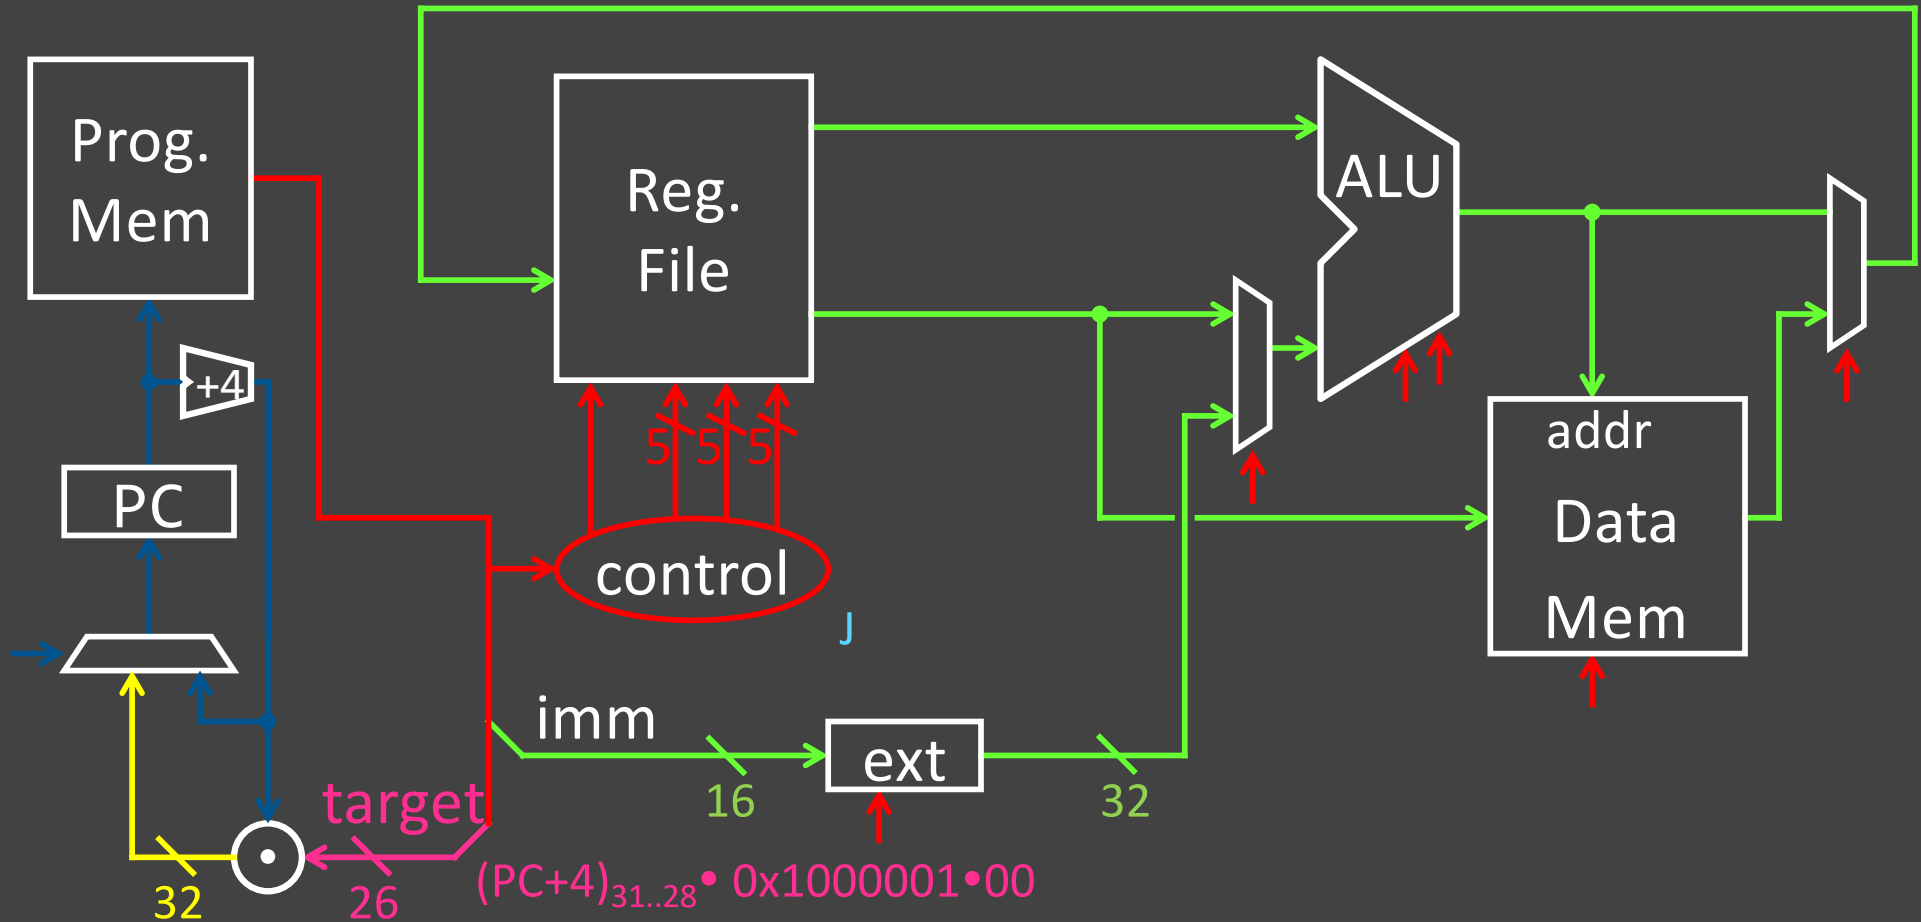 Prog.
Mem
+4
PC
Reg.
File
5 5 5
control
J
ALU
addr
Data
Mem
imm
16
ext
32
target
26
32
(PC+4)31..28 • 0x1000001•00